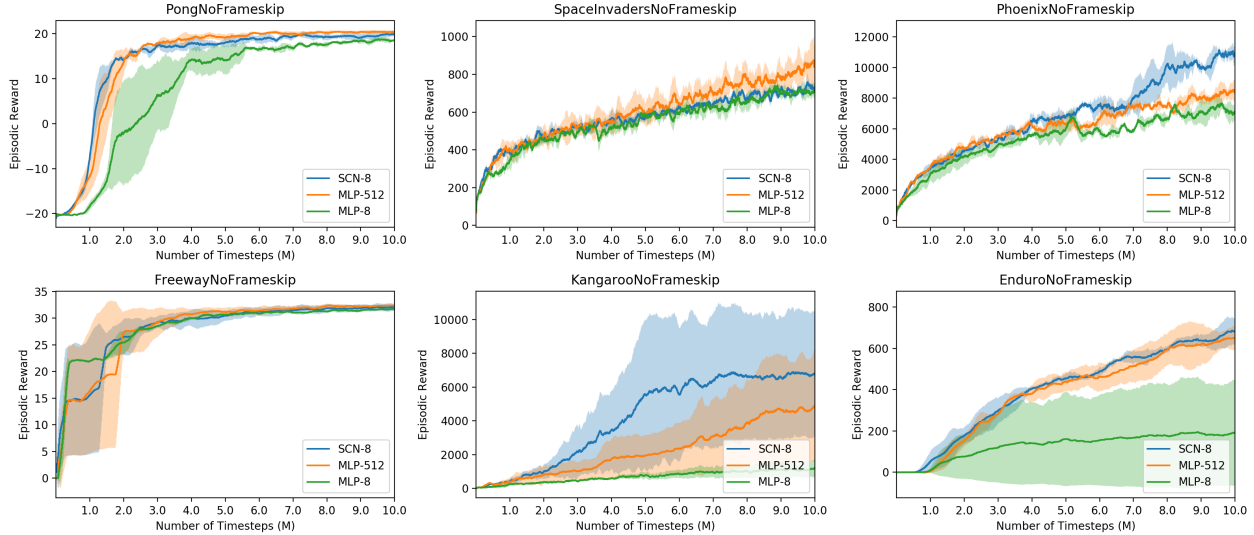 PongNoFrameskip
SpaceInvadersNoFrameskip
PhoenixNoFrameskip
20
10
0
−10
−20
Episodic Reward
SCN-8
MLP-512
MLP-8
1.0 2.0 3.0 4.0 5.0 6.0 7.0 8.0 9.0 10.0
Number of Timesteps (M)
1000
800
600
400
200
0
Episodic Reward
SCN-8
MLP-512
MLP-8
1.0 2.0 3.0 4.0 5.0 6.0 7.0 8.0 9.0 10.0
Number of Timesteps (M)
12000
10000
8000
6000
4000
2000
0
Episodic Reward
SCN-8
MLP-512
MLP-8
1.0 2.0 3.0 4.0 5.0 6.0 7.0 8.0 9.0 10.0
Number of Timesteps (M)
FreewayNoFrameskip
KangarooNoFrameskip
EnduroNoFrameskip
35
30
25
20
15
10
5
0
Episodic Reward
SCN-8
MLP-512
MLP-8
1.0 2.0 3.0 4.0 5.0 6.0 7.0 8.0 9.0 10.0
Number of Timesteps (M)
10000
8000
6000
4000
2000
0
Episodic Reward
SCN-8
MLP-512
MLP-8
1.0 2.0 3.0 4.0 5.0 6.0 7.0 8.0 9.0 10.0
Number of Timesteps (M)
800
600
400
200
0
Episodic Reward
SCN-8
MLP-512
MLP-8
1.0 2.0 3.0 4.0 5.0 6.0 7.0 8.0 9.0 10.0
Number of Timesteps (M)